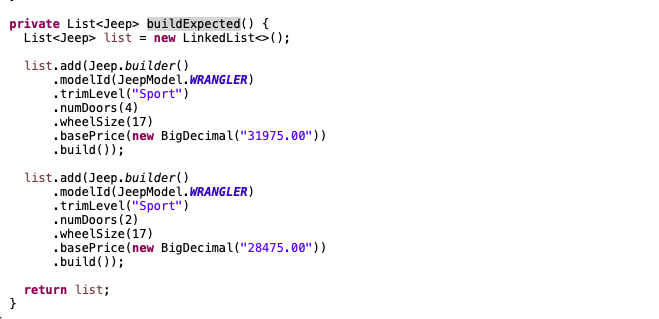 private List<Jeep> buildExpected() {
  List<Jeep> list = new LinkedList<>();

  list.add(Jeep.builder()
      .modelId(JeepModel.WRANGLER)
      .trimLevel("Sport")
      .numDoors(4)
      .wheelSize(17)
      .basePrice(new BigDecimal("31975.00"))
      .build());

  list.add(Jeep.builder()
      .modelId(JeepModel.WRANGLER)
      .trimLevel("Sport")
      .numDoors(2)
      .wheelSize(17)
      .basePrice(new BigDecimal("28475.00"))
      .build());

  return list;
}